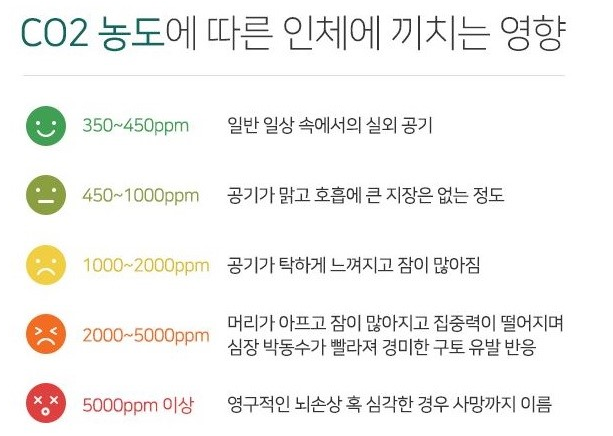 CO2 농도에 따른 인체에 끼치는 영향
350~450ppm 일반 일상 속에서의 실외 공기
450~1000ppm 공기가 맑고 호흡에 큰 지장은 없는 정도
1000~2000ppm 공기가 탁하게 느껴지고 잠이 많아짐
2000~5000ppm 머리가 아프고 잠이 많아지고 집중력이 떨어지며
심장 박동수가 빨라져 경미한 구토 유발 반응
5000ppm 이상 영구적인 뇌손상 혹 심각한 경우 사망까지 이름